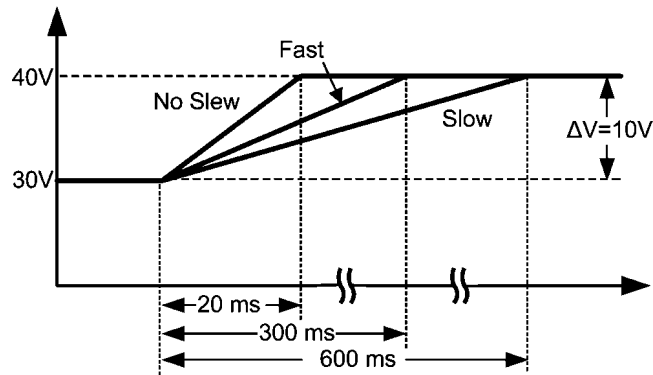 Fast
40V
No Slew
Slow
ΔV=10V
30V
20 ms
300 ms
600 ms